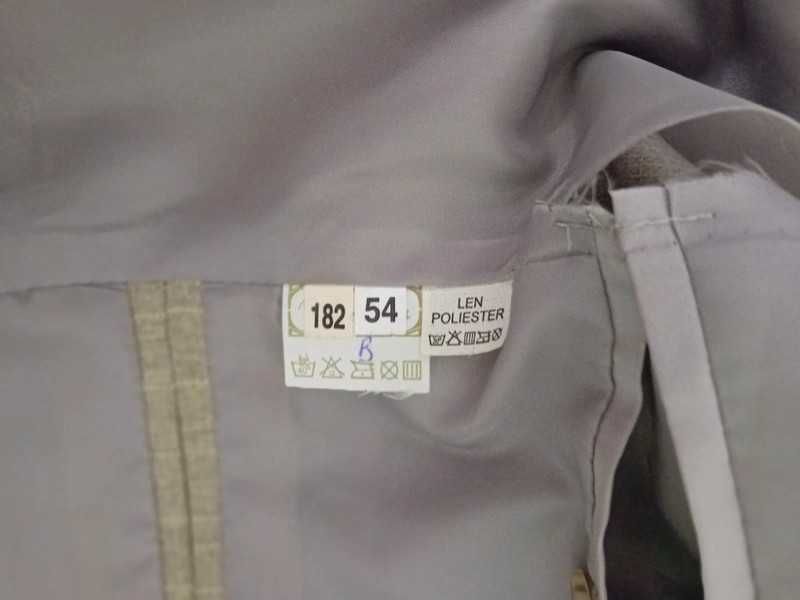 182 54
B
LEN
POLIESTER